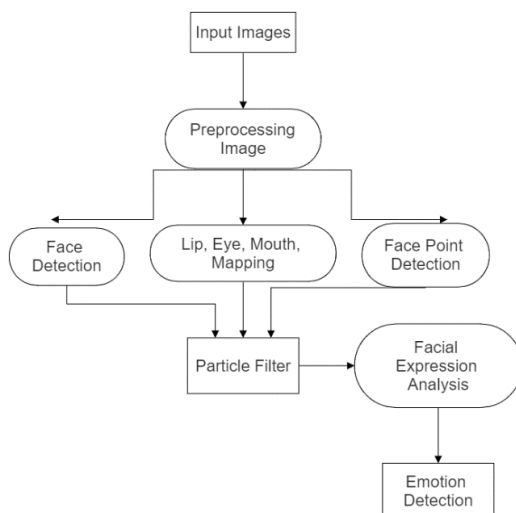 Input Images
Preprocessing
Image
Face
Detection
Lip, Eye, Mouth,
Mapping
Face Point
Detection
Particle Filter
Facial
Expression
Analysis
Emotion
Detection